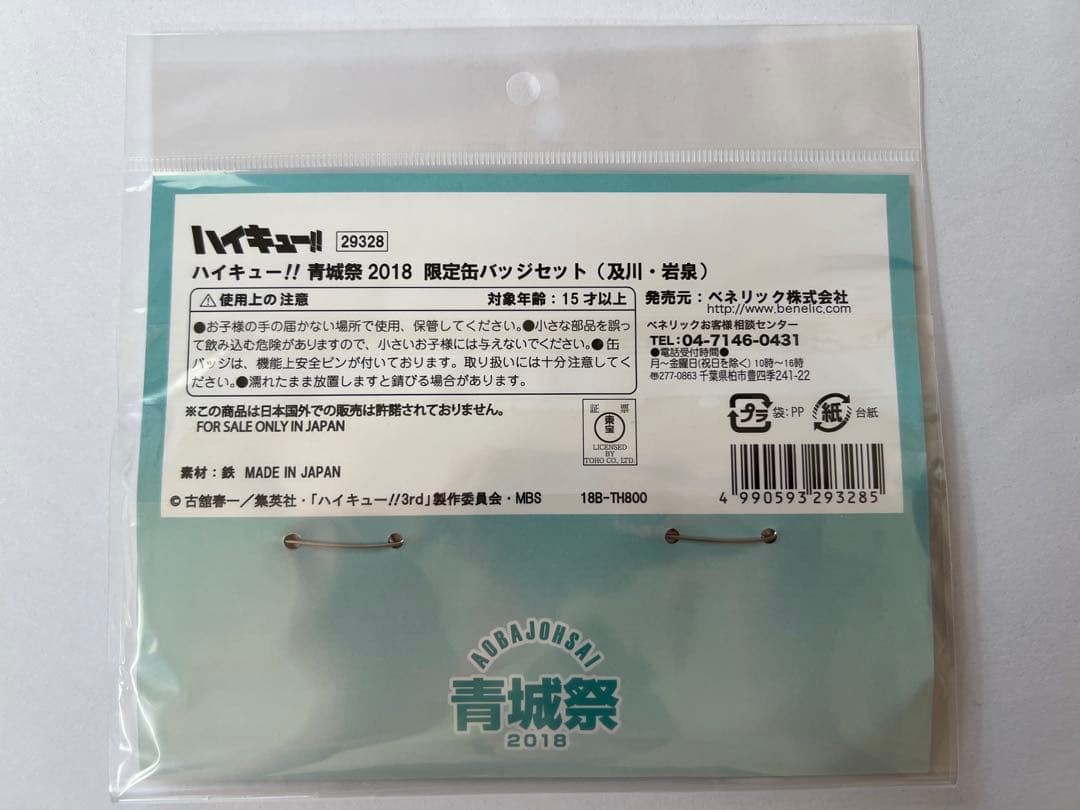 ハイキュー!! 29328
ハイキュー!! 青城祭 2018 限定缶バッジセット（及川・岩泉）
⚠使用上の注意 対象年齢：15才以上
●お子様の手の届かない場所で使用、保管してください。●小さな部品を誤っ
て飲み込む危険がありますので、小さいお子様には与えないでください。●缶
バッジは、機能上安全ピンが付いております。取り扱いには十分注意してく
ださい。●濡れたまま放置しますと錆びる場合があります。
発売元：ベネリック株式会社
http://www.benelic.com
ベネリックお客様相談センター
TEL：04-7146-0431
●電話受付時間●
月〜金曜日(祝日を除く) 10時〜16時
〠277-0863 千葉県柏市豊四季241-22
※この商品は日本国外での販売は許諾されておりません。
FOR SALE ONLY IN JAPAN
証 票
東宝
LICENSED
BY
TOHO CO., LTD.
プラ 袋：PP 紙 台紙
素材：鉄 MADE IN JAPAN
© 古舘春一／集英社・「ハイキュー!!3rd」製作委員会・MBS 18B-TH800
4 990593 293285
AOBAJOHSAI
青城祭
2018